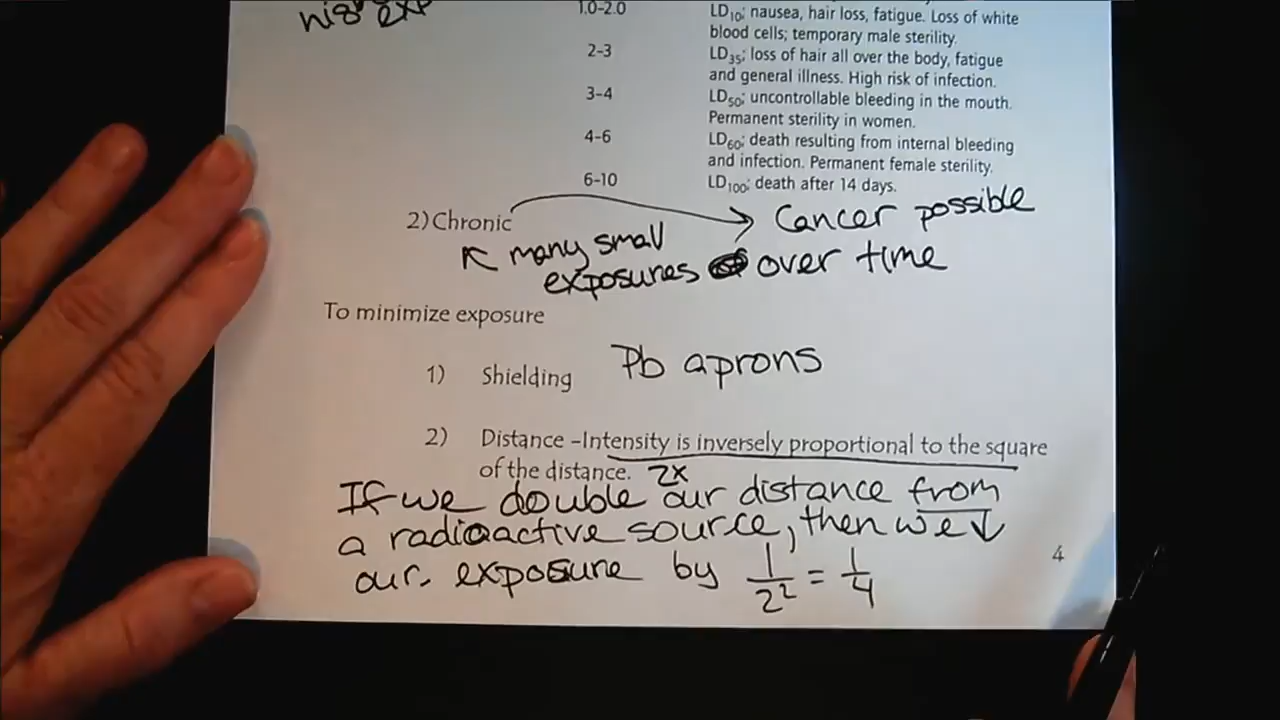 high exp
1.0-2.0 LD10; nausea, hair loss, fatigue. Loss of white
blood cells; temporary male sterility.
2-3 LD35; loss of hair all over the body, fatigue
and general illness. High risk of infection.
3-4 LD50; uncontrollable bleeding in the mouth.
Permanent sterility in women.
4-6 LD60; death resulting from internal bleeding
and infection. Permanent female sterility.
6-10 LD100; death after 14 days.
2) Chronic → Cancer possible
↖ many small
exposures over time
To minimize exposure
1) Shielding Pb aprons
2) Distance –Intensity is inversely proportional to the square
of the distance. 2x
If we double our distance from
a radioactive source, then we ↓
our exposure by 1/2² = 1/4
4